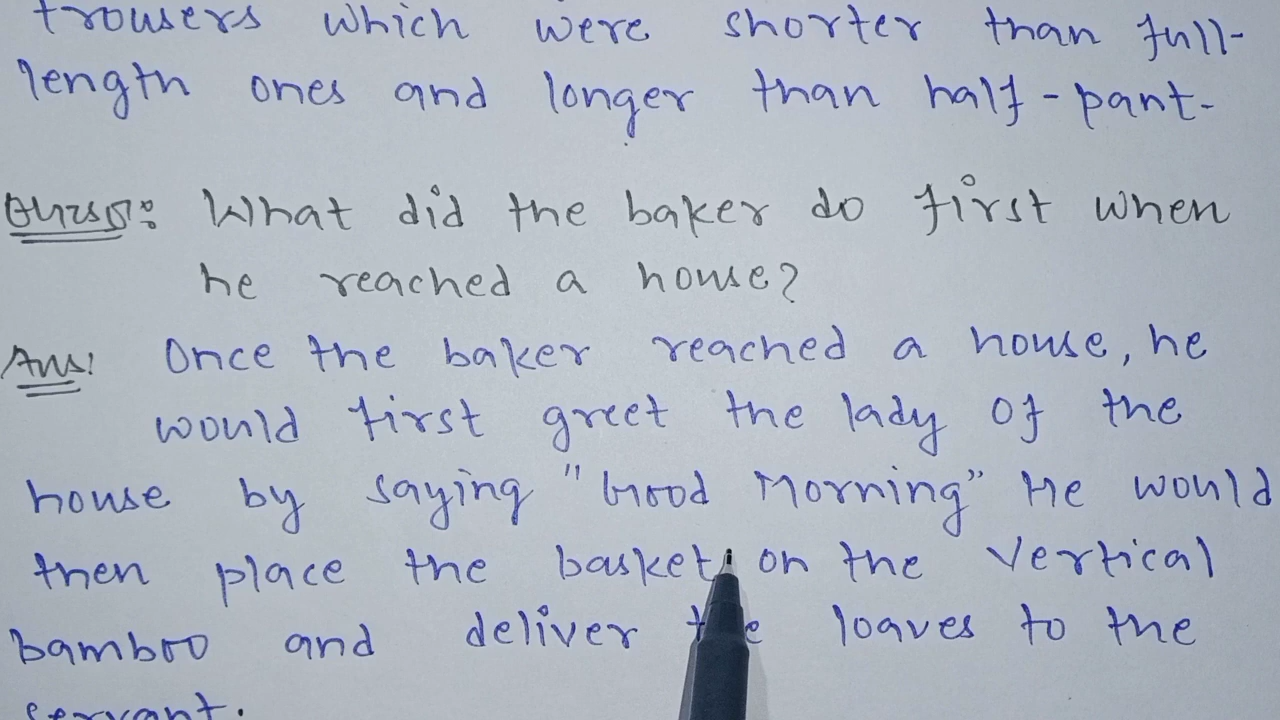 trousers which were shorter than full-
length ones and longer than half-pant.
What did the baker do first when
he reached a house?
Ans: Once the baker reached a house, he
would first greet the lady of the
house by saying "Good Morning" He would
then place the basket on the vertical
bamboo and deliver the loaves to the
servant.